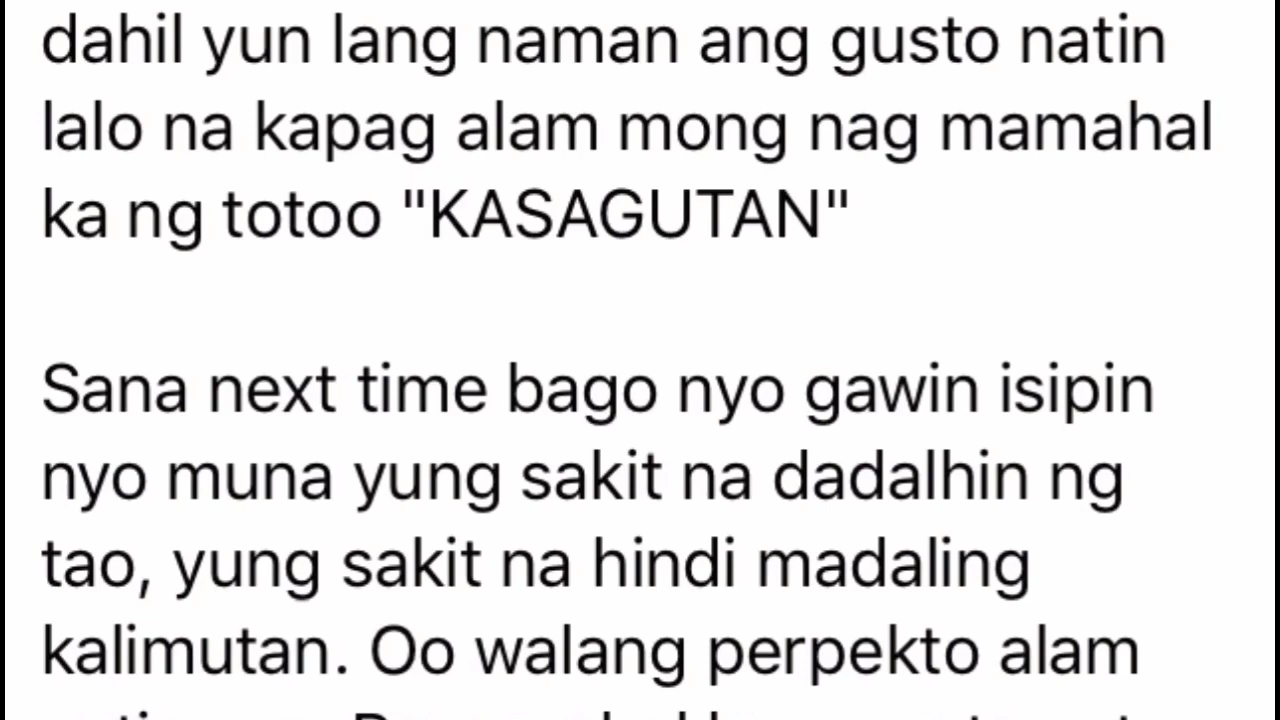 dahil yun lang naman ang gusto natin
lalo na kapag alam mong nag mamahal
ka ng totoo "KASAGUTAN"
Sana next time bago nyo gawin isipin
nyo muna yung sakit na dadalhin ng
tao, yung sakit na hindi madaling
kalimutan. Oo walang perpekto alam